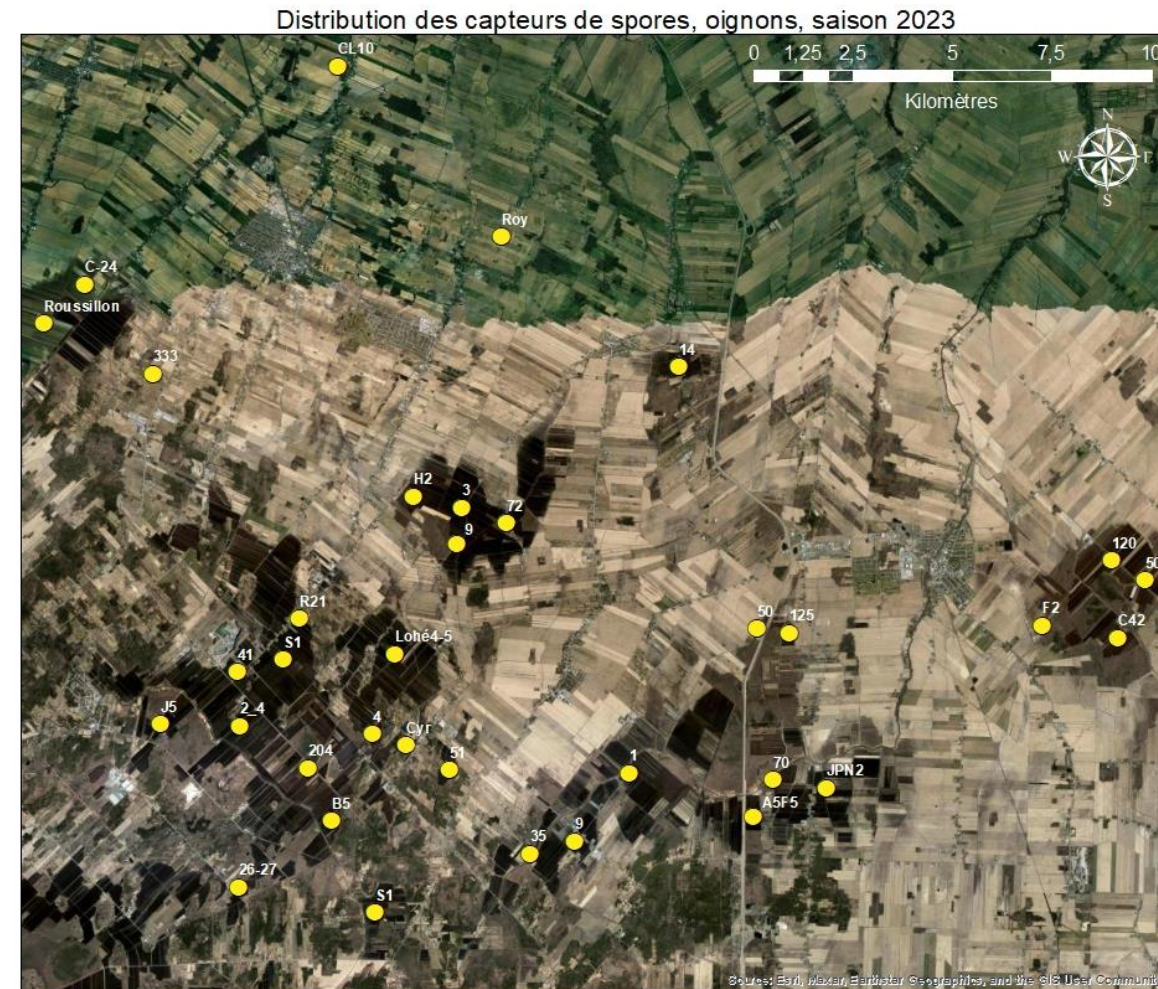 Distribution des capteurs de spores, oignons, saison 2023
CL10
0 1,25 2,5 5 7,5 10
Kilomètres
N
W E
S
Roy
C-24
Roussillon
333
14
H2
3
72
9
120
50
R21
50
125
F2
C42
Lohé4-5
S1
41
J5
2_4
4
Cyr
204
51
1
70
JPN2
B5
A5F5
35
9
26-27
S1
Source: Esri, Maxar, Earthstar Geographics, and the GIS User Communit